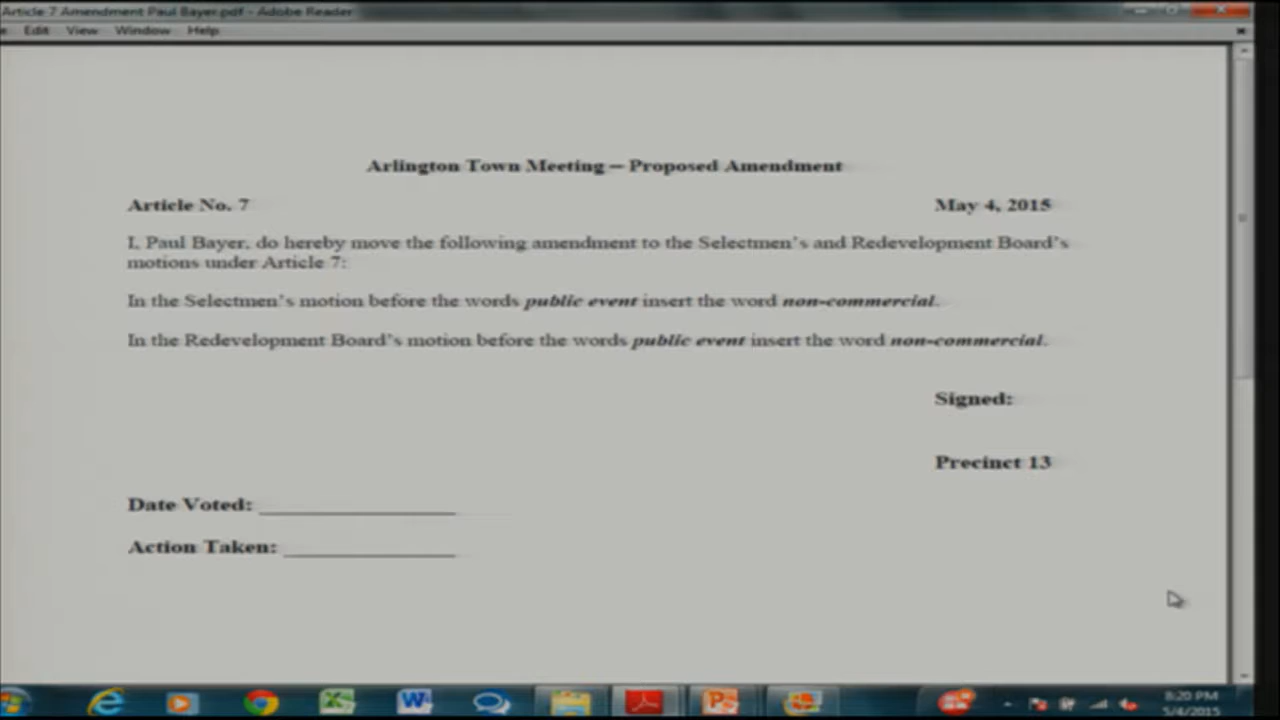 Article 7 Amendment Paul Bayer.pdf - Adobe Reader
Edit View Window Help
Arlington Town Meeting – Proposed Amendment
Article No. 7 May 4, 2015
I, Paul Bayer, do hereby move the following amendment to the Selectmen's and Redevelopment Board's
motions under Article 7:
In the Selectmen's motion before the words public event insert the word non-commercial.
In the Redevelopment Board's motion before the words public event insert the word non-commercial.
Signed:
Precinct 13
Date Voted: ____________________
Action Taken: __________________
8:20 PM
5/4/2015